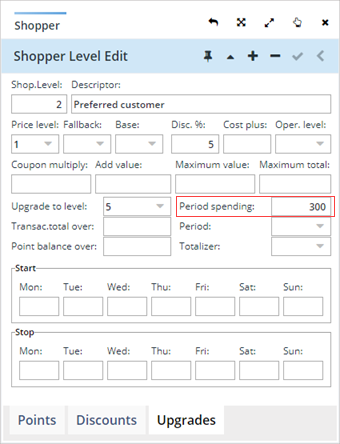 Shopper
Shopper Level Edit
Shop.Level: Descriptor:
2 Preferred customer
Price level: Fallback: Base: Disc. %: Cost plus: Oper. level:
1 5
Coupon multiply: Add value: Maximum value: Maximum total:
Upgrade to level: 5 Period spending: 300
Transac.total over: Period:
Point balance over: Totalizer:
Start
Mon: Tue: Wed: Thu: Fri: Sat: Sun:
Stop
Mon: Tue: Wed: Thu: Fri: Sat: Sun:
Points Discounts Upgrades